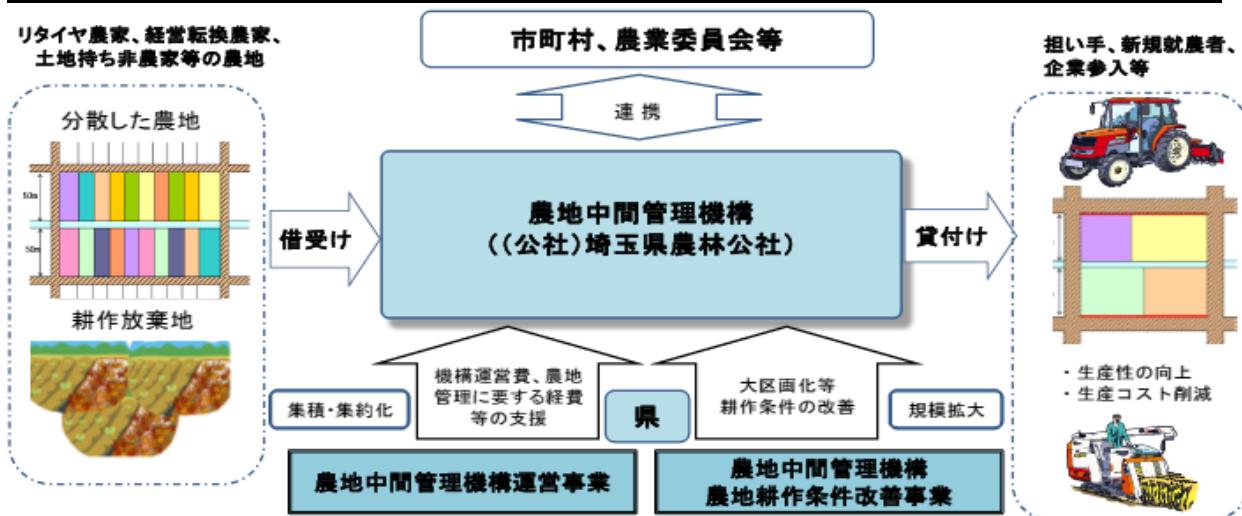 リタイヤ農家、経営転換農家、
土地持ち非農家等の農地
分散した農地
50m
50m
耕作放棄地
借受け
市町村、農業委員会等
連携
農地中間管理機構
((公社)埼玉県農林公社)
集積・集約化
機構運営費、農地
管理に要する経費
等の支援
県
大区画化等
耕作条件の改善
規模拡大
農地中間管理機構運営事業
農地中間管理機構
農地耕作条件改善事業
貸付け
担い手、新規就農者、
企業参入等
・生産性の向上
・生産コスト削減